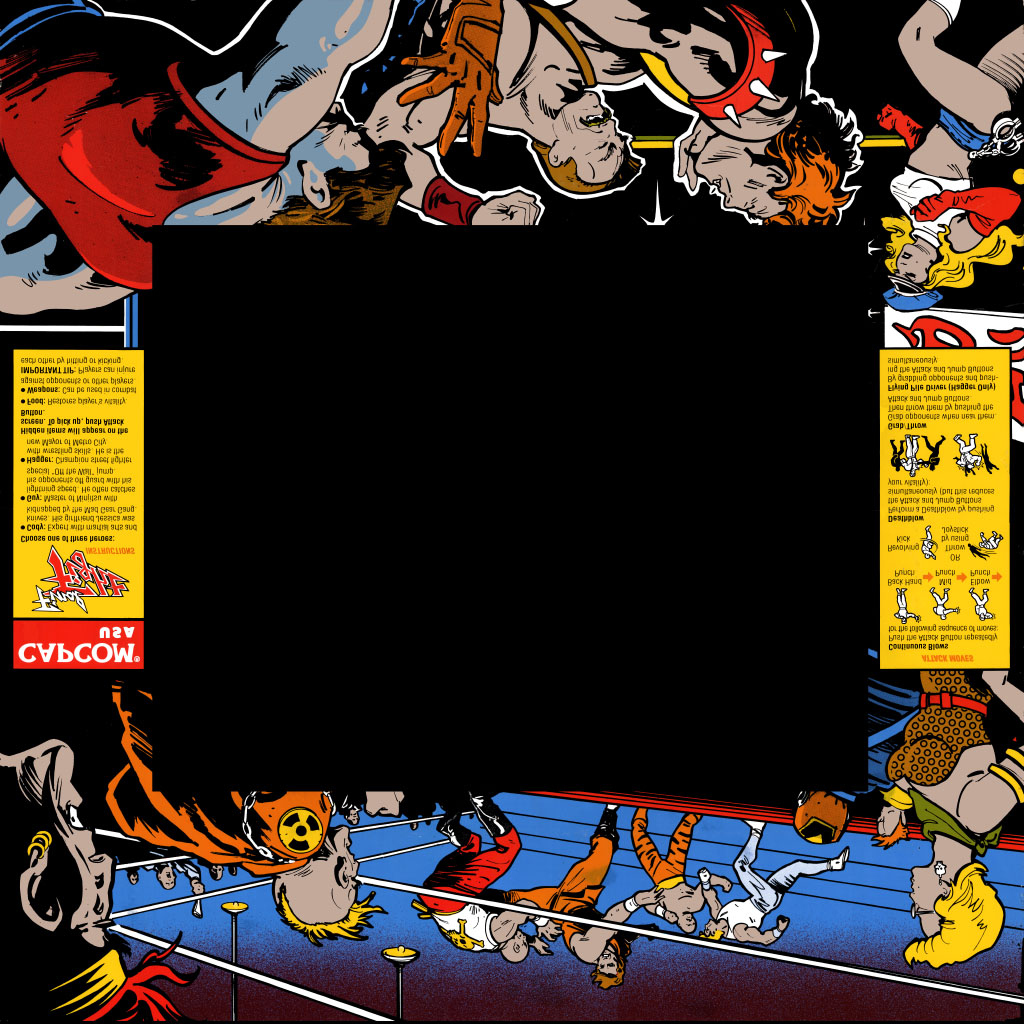 CAPCOM®
USA
Final
Fight
INSTRUCTIONS
Choose one of three heroes:
● Cody: Expert with martial arts and
knives. His girlfriend Jessica was
kidnapped by the Mad Gear Gang.
● Guy: Master of Ninjitsu with
lightning speed. He often catches
his opponents off guard with his
special "Off the Wall" jump.
● Hagger: Champion street fighter
with wrestling skills. He is the
new Mayor of Metro City.
Hidden items will appear on the
screen. To pick up, push Attack
Button.
● Food: Restores player's vitality.
● Weapons: Can be used in combat
against opponents or other players.
IMPORTANT TIP: Players can injure
each other by hitting or kicking.
ATTACK MOVES
Continuous Blows
Push the Attack Button repeatedly
for the following sequence of moves:
Back Hand
Punch
Mid
Punch
Elbow
Punch
Revolving
Kick
OR
Throw
by using
Joystick
Deathblow
Perform a Deathblow by pushing
the Attack and Jump Buttons
simultaneously (but this reduces
your vitality).
Grab/Throw
Grab opponents when near them.
Then throw them by pushing the
Attack and Jump Buttons.
Flying Pile Driver (Hagger Only)
By grabbing opponents and push-
ing the Attack and Jump Buttons
simultaneously.